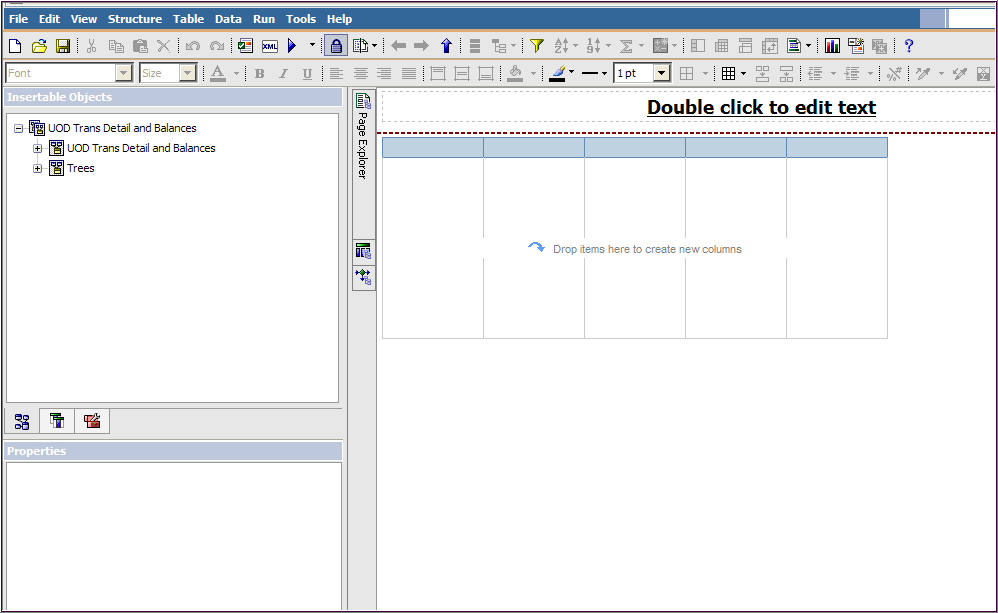 File Edit View Structure Table Data Run Tools Help
XML
Font Size A B I U 1 pt
Insertable Objects
UOD Trans Detail and Balances
UOD Trans Detail and Balances
Trees
Page Explorer
Double click to edit text
Drop items here to create new columns
Properties